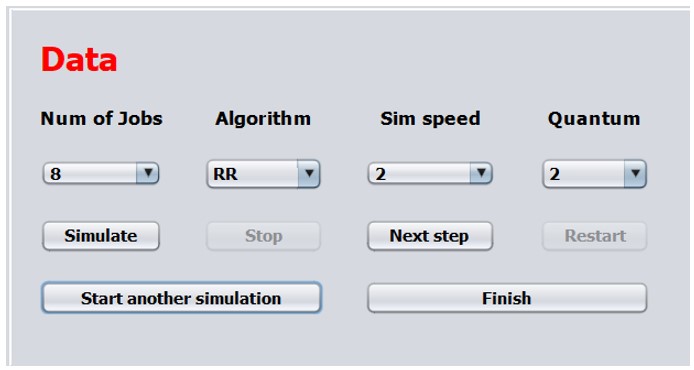 Data
Num of Jobs Algorithm Sim speed Quantum
8 RR 2 2
Simulate Stop Next step Restart
Start another simulation Finish